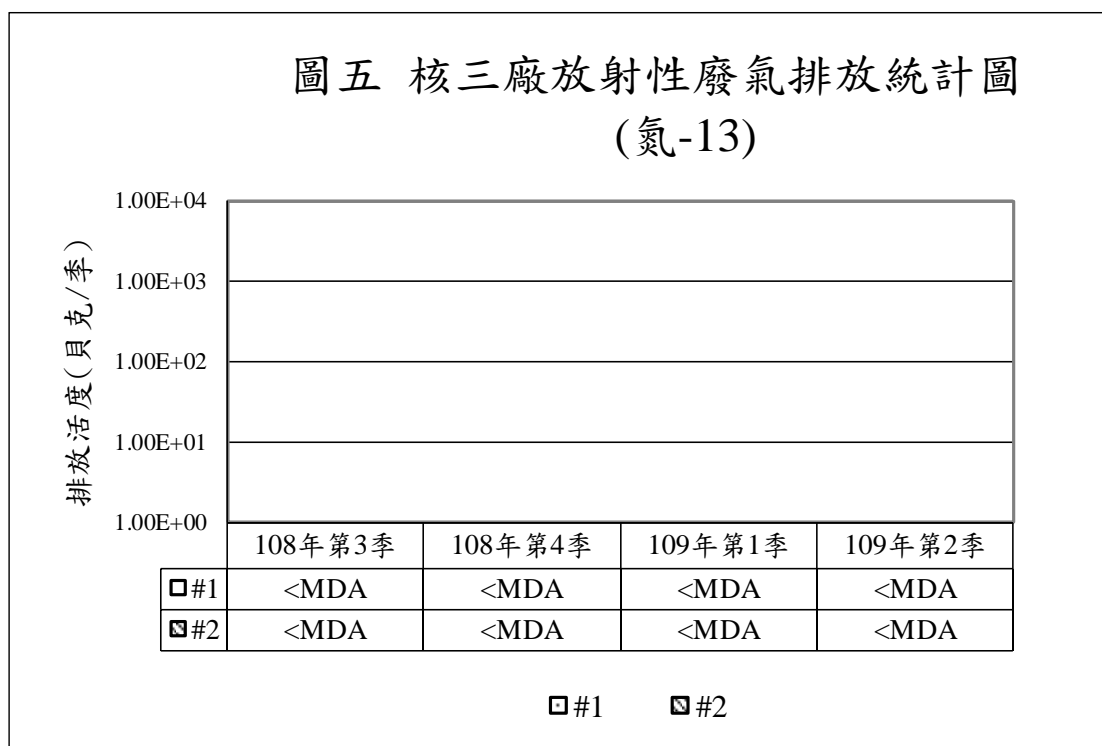 圖五 核三廠放射性廢氣排放統計圖
(氮-13)
排放活度(貝克/季)
1.00E+04
1.00E+03
1.00E+02
1.00E+01
1.00E+00
108年第3季 108年第4季 109年第1季 109年第2季
#1 <MDA <MDA <MDA <MDA
#2 <MDA <MDA <MDA <MDA
#1 #2